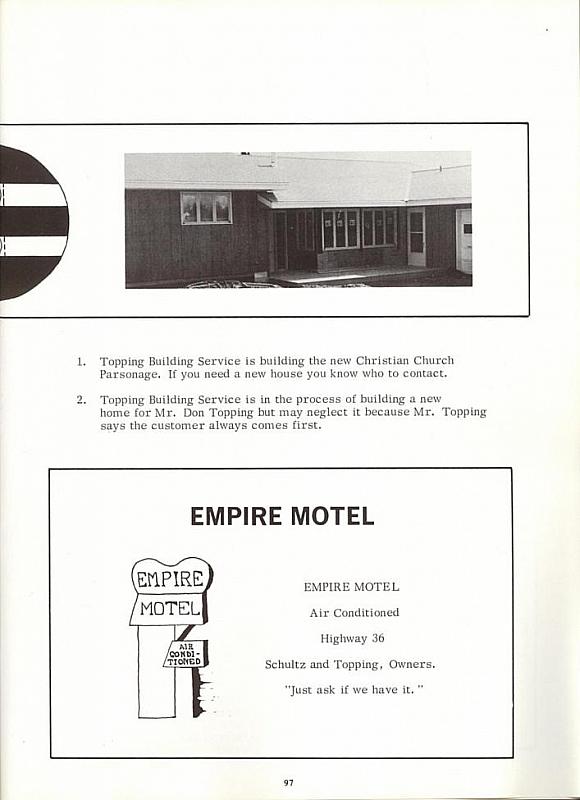 1. Topping Building Service is building the new Christian Church
Parsonage. If you need a new house you know who to contact.
2. Topping Building Service is in the process of building a new
home for Mr. Don Topping but may neglect it because Mr. Topping
says the customer always comes first.
EMPIRE MOTEL
EMPIRE
MOTEL
AIR
CONDI-
TIONED
EMPIRE MOTEL
Air Conditioned
Highway 36
Schultz and Topping, Owners.
"Just ask if we have it. "
97